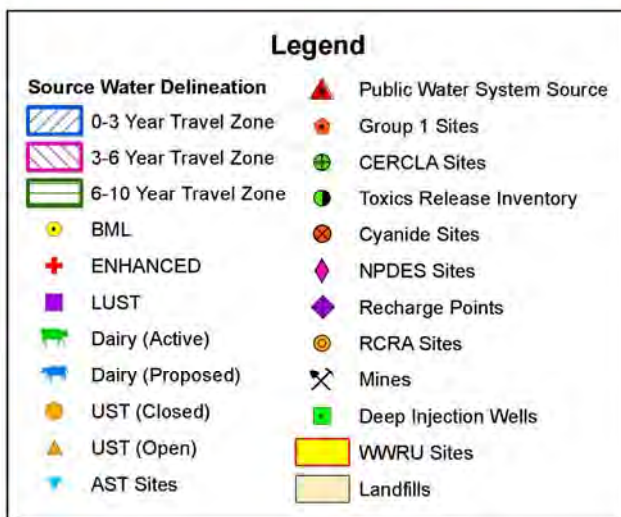 Legend
Source Water Delineation
0-3 Year Travel Zone
3-6 Year Travel Zone
6-10 Year Travel Zone
BML
ENHANCED
LUST
Dairy (Active)
Dairy (Proposed)
UST (Closed)
UST (Open)
AST Sites
Public Water System Source
Group 1 Sites
CERCLA Sites
Toxics Release Inventory
Cyanide Sites
NPDES Sites
Recharge Points
RCRA Sites
Mines
Deep Injection Wells
WWRU Sites
Landfills